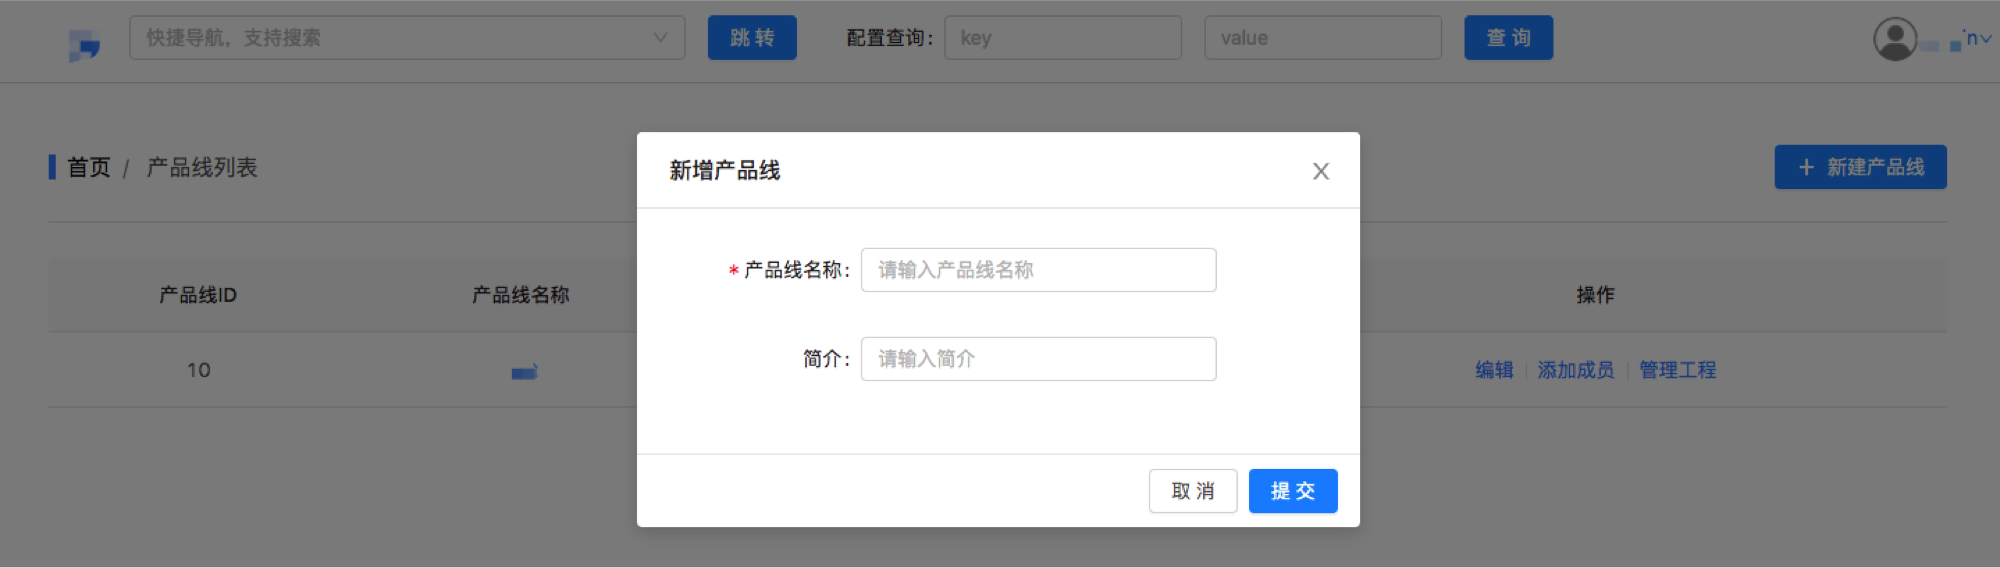 快捷导航，支持搜索 跳 转 配置查询： key value 查 询
首页 / 产品线列表 + 新建产品线
新增产品线
产品线ID 产品线名称 操作
* 产品线名称： 请输入产品线名称
10 编辑 添加成员 管理工程
简介： 请输入简介
取 消 提 交